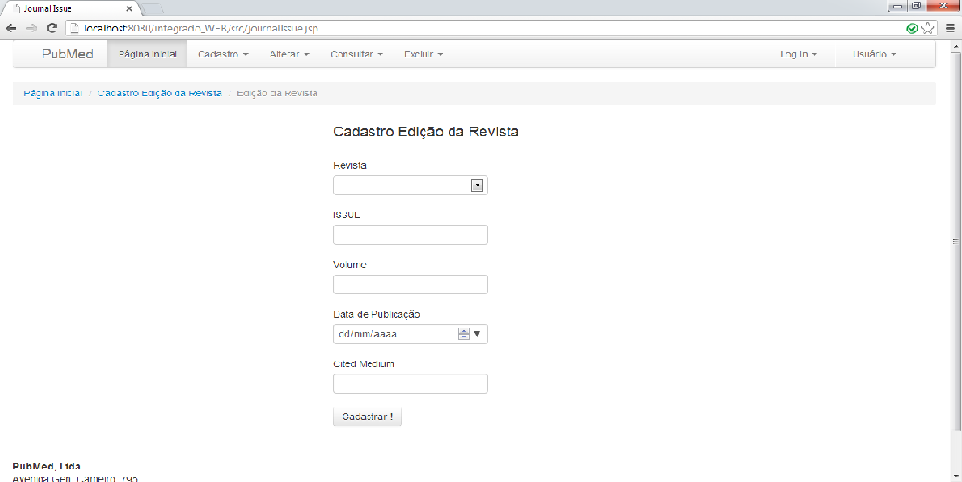 Journal Issue
localhost:8080/integrado_WEB/src/journalissue.jsp
PubMed Página Inicial Cadastro Alterar Consultar Excluir Log in Usuário
Página Inicial / Cadastro Edição da Revista / Edição da Revista
Cadastro Edição da Revista
Revista
ISSUE
Volume
Data de Publicação
dd/mm/aaaa
Cited Medium
Cadastrar !
PubMed, Ltda
Avenida Gen. Carneiro,